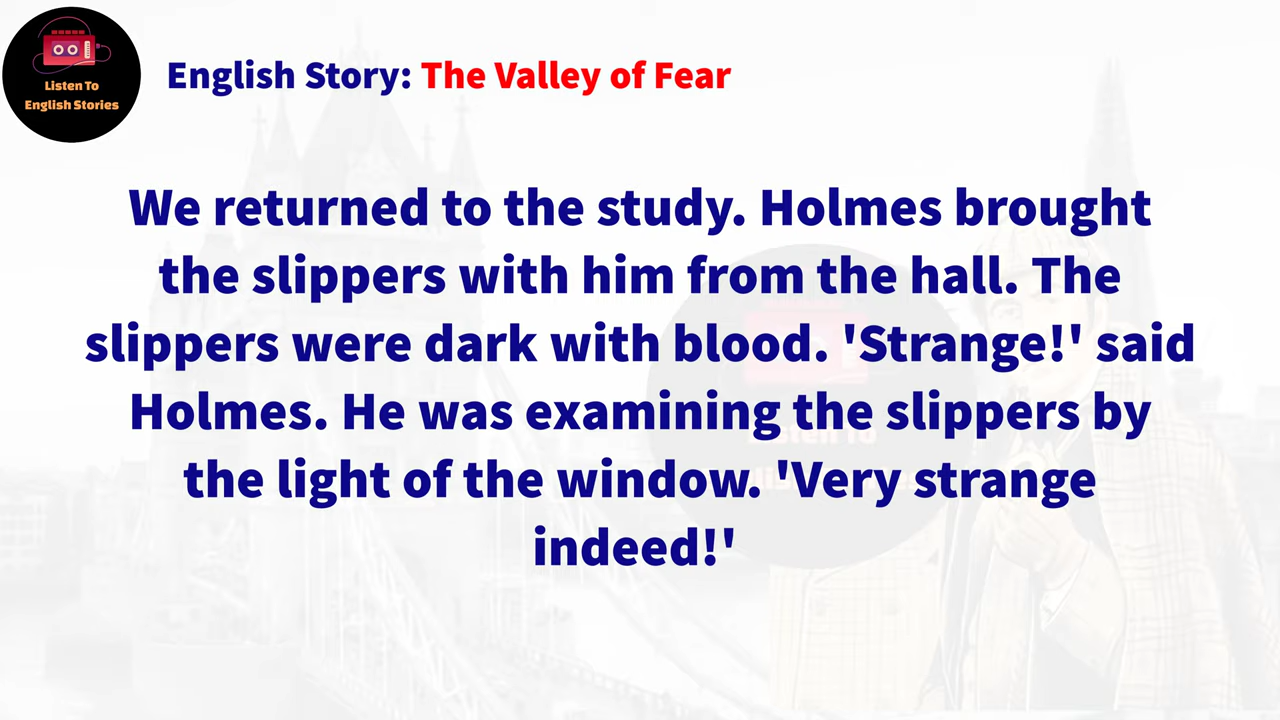 Listen To
English Stories
English Story: The Valley of Fear
We returned to the study. Holmes brought
the slippers with him from the hall. The
slippers were dark with blood. 'Strange!' said
Holmes. He was examining the slippers by
the light of the window. 'Very strange
indeed!'